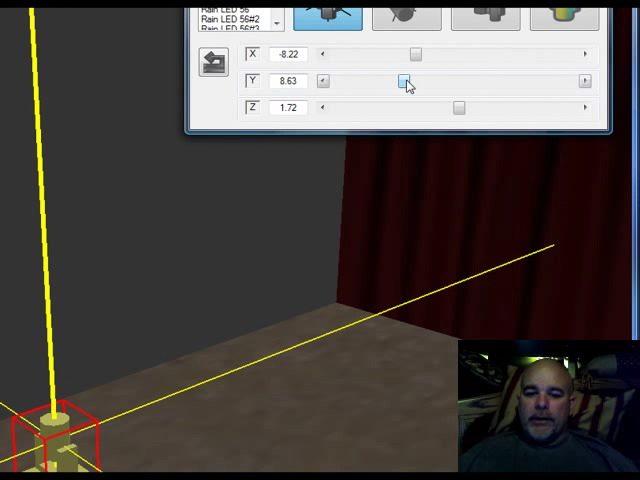 Rain LED 56
Rain LED 56#2
Rain LED 56#3
X -8.22
Y 8.63
Z 1.72